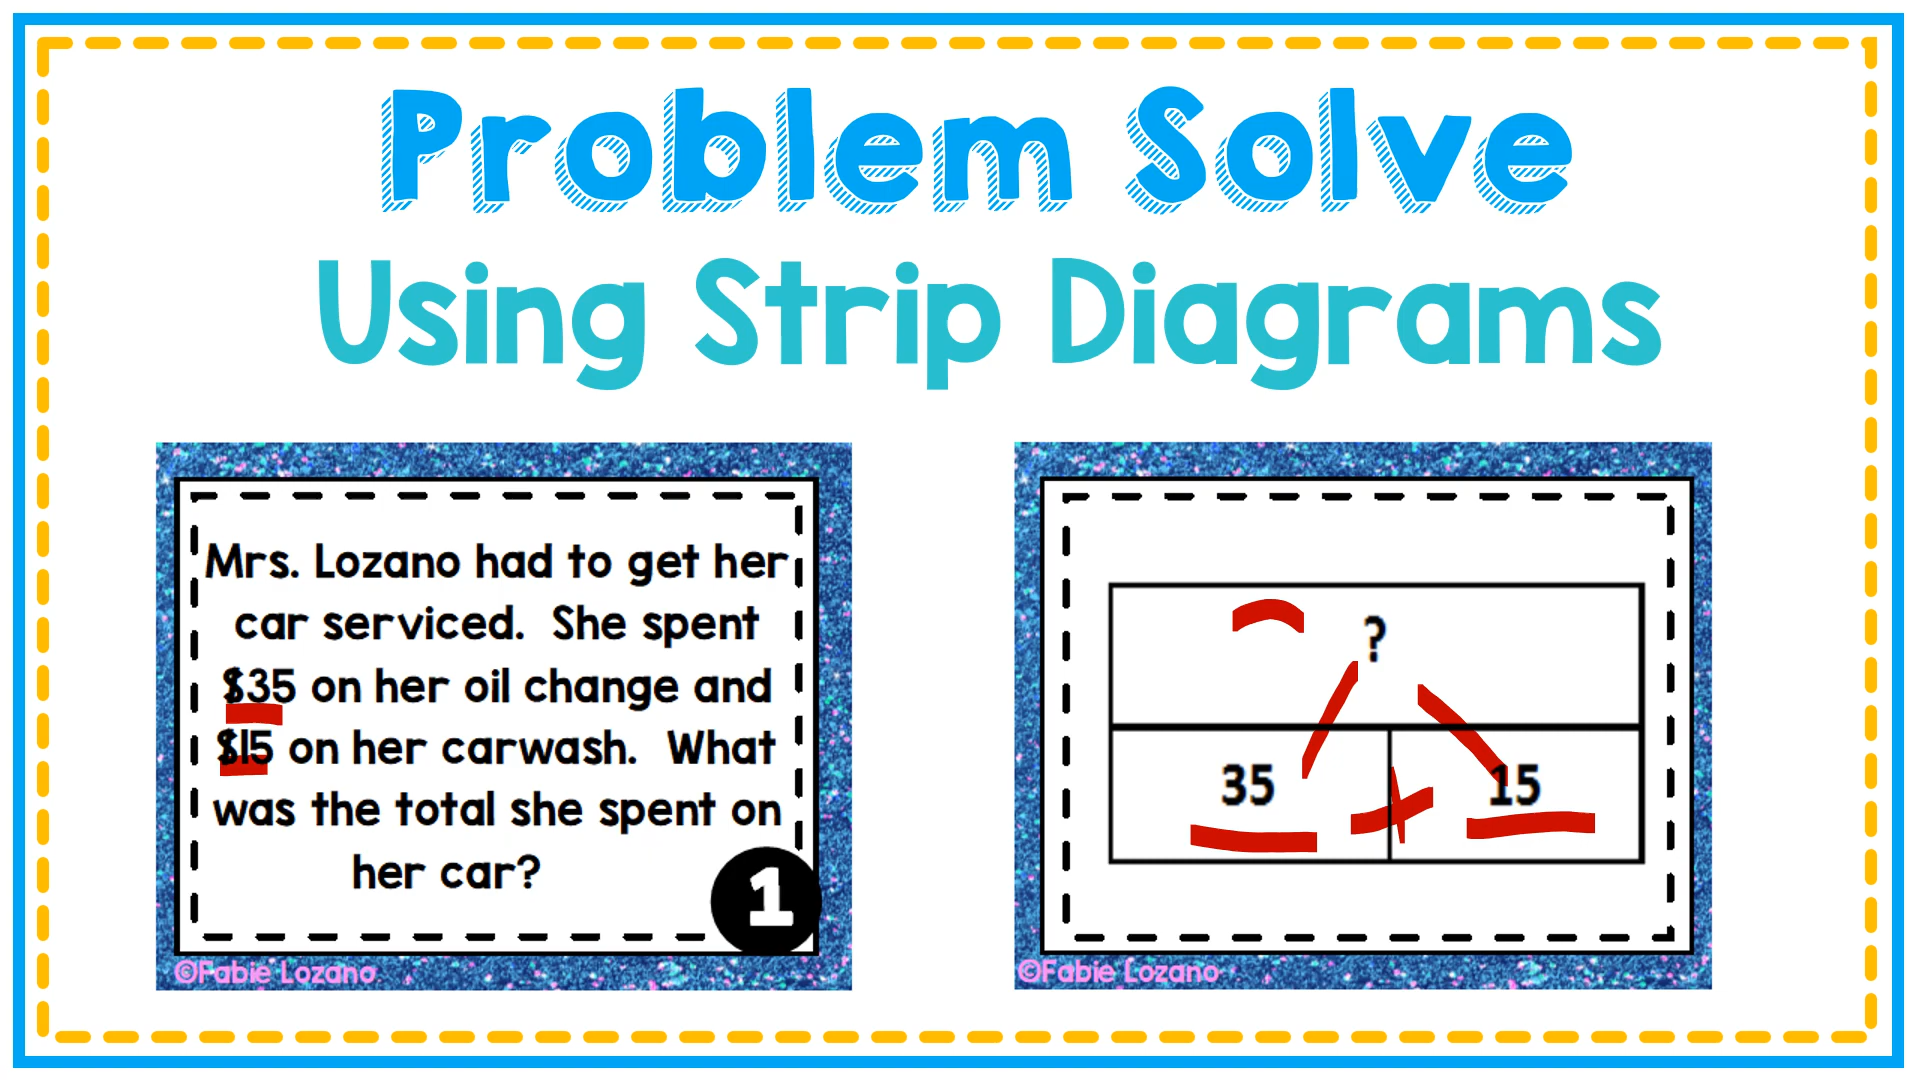 Problem Solve
Using Strip Diagrams
Mrs. Lozano had to get her
car serviced. She spent
$35 on her oil change and
$15 on her carwash. What
was the total she spent on
her car?
1
©Fabie Lozano
?
35 + 15
©Fabie Lozano